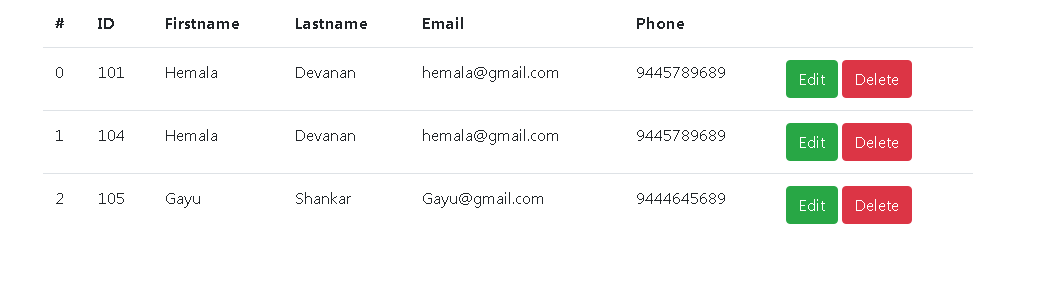 # ID Firstname Lastname Email Phone
0 101 Hemala Devanan hemala@gmail.com 9445789689 Edit Delete
1 104 Hemala Devanan hemala@gmail.com 9445789689 Edit Delete
2 105 Gayu Shankar Gayu@gmail.com 9444645689 Edit Delete